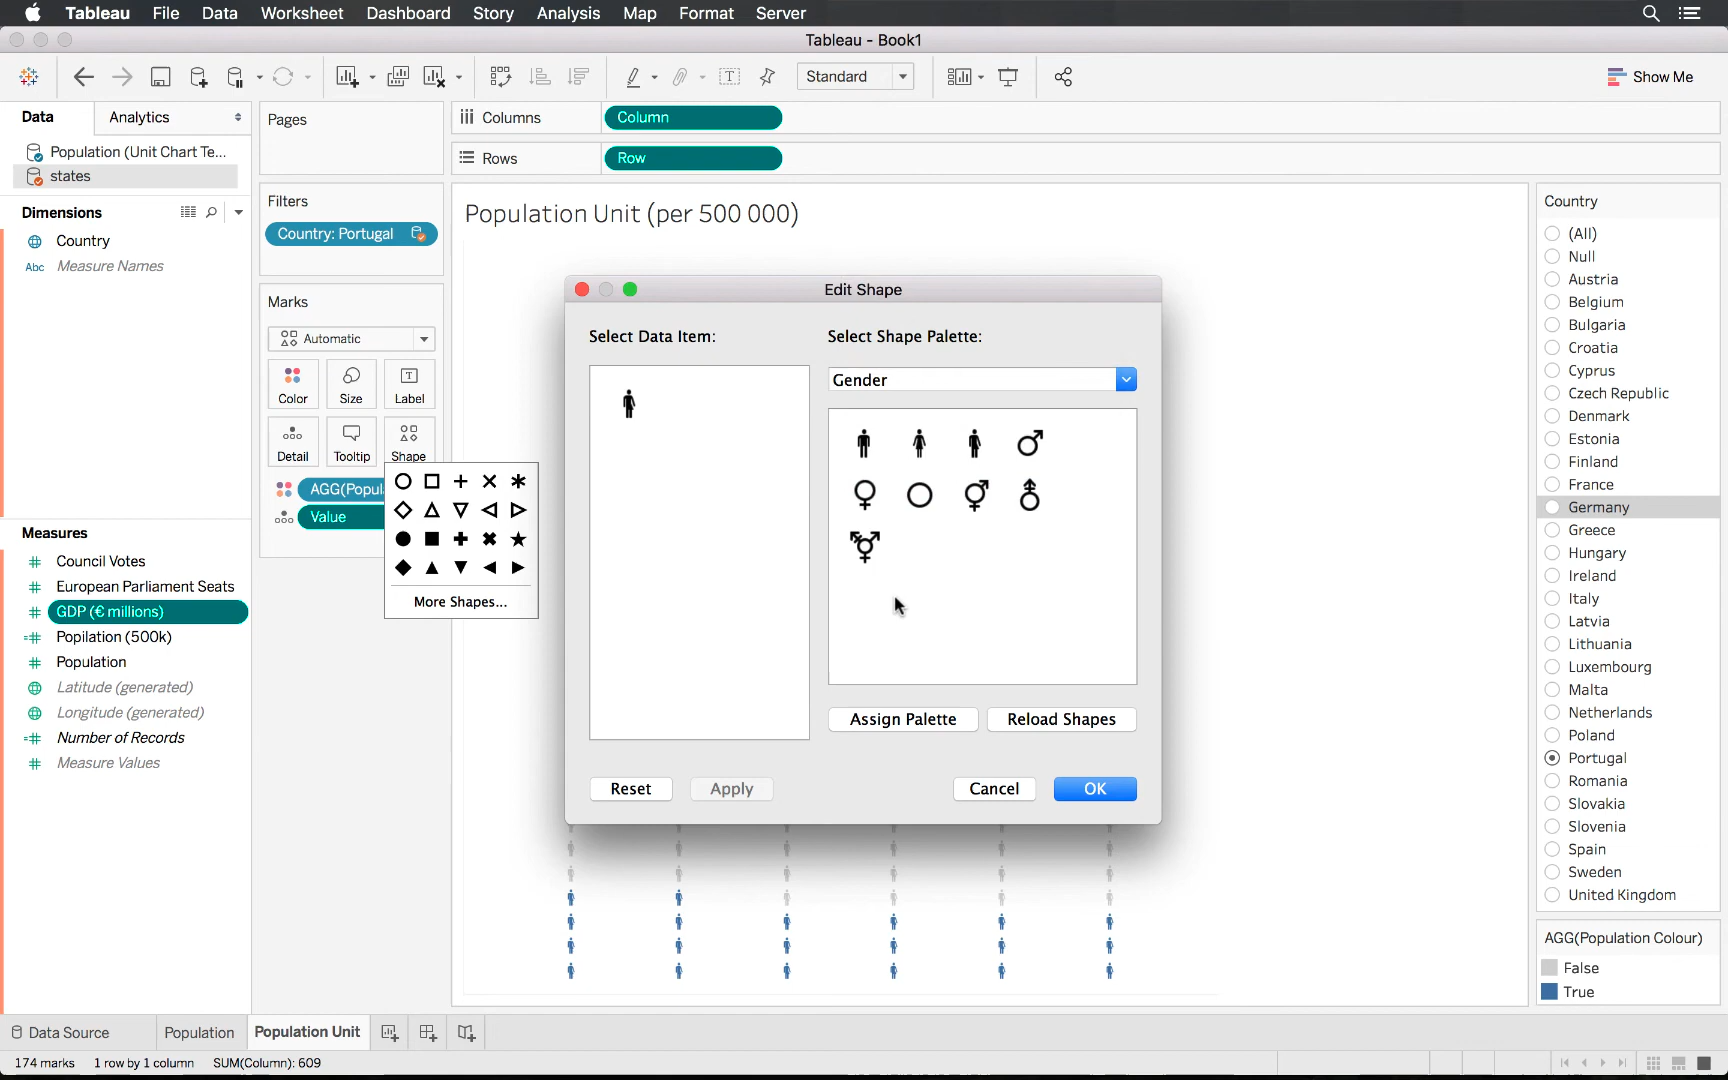 Tableau File Data Worksheet Dashboard Story Analysis Map Format Server
Tableau - Book1
Standard
Show Me
Data
Analytics
Population (Unit Chart Te...
states
Dimensions
Country
Abc Measure Names
Measures
Council Votes
European Parliament Seats
GDP (€ millions)
Popilation (500k)
Population
Latitude (generated)
Longitude (generated)
Number of Records
Measure Values
Pages
Filters
Country: Portugal
Marks
Automatic
Color Size Label
Detail Tooltip Shape
AGG(Popul
Value
More Shapes...
Columns Column
Rows Row
Population Unit (per 500 000)
Edit Shape
Select Data Item:
Select Shape Palette:
Gender
Assign Palette
Reload Shapes
Reset
Apply
Cancel
OK
Country
(All)
Null
Austria
Belgium
Bulgaria
Croatia
Cyprus
Czech Republic
Denmark
Estonia
Finland
France
Germany
Greece
Hungary
Ireland
Italy
Latvia
Lithuania
Luxembourg
Malta
Netherlands
Poland
Portugal
Romania
Slovakia
Slovenia
Spain
Sweden
United Kingdom
AGG(Population Colour)
False
True
Data Source
Population
Population Unit
174 marks 1 row by 1 column SUM(Column): 609